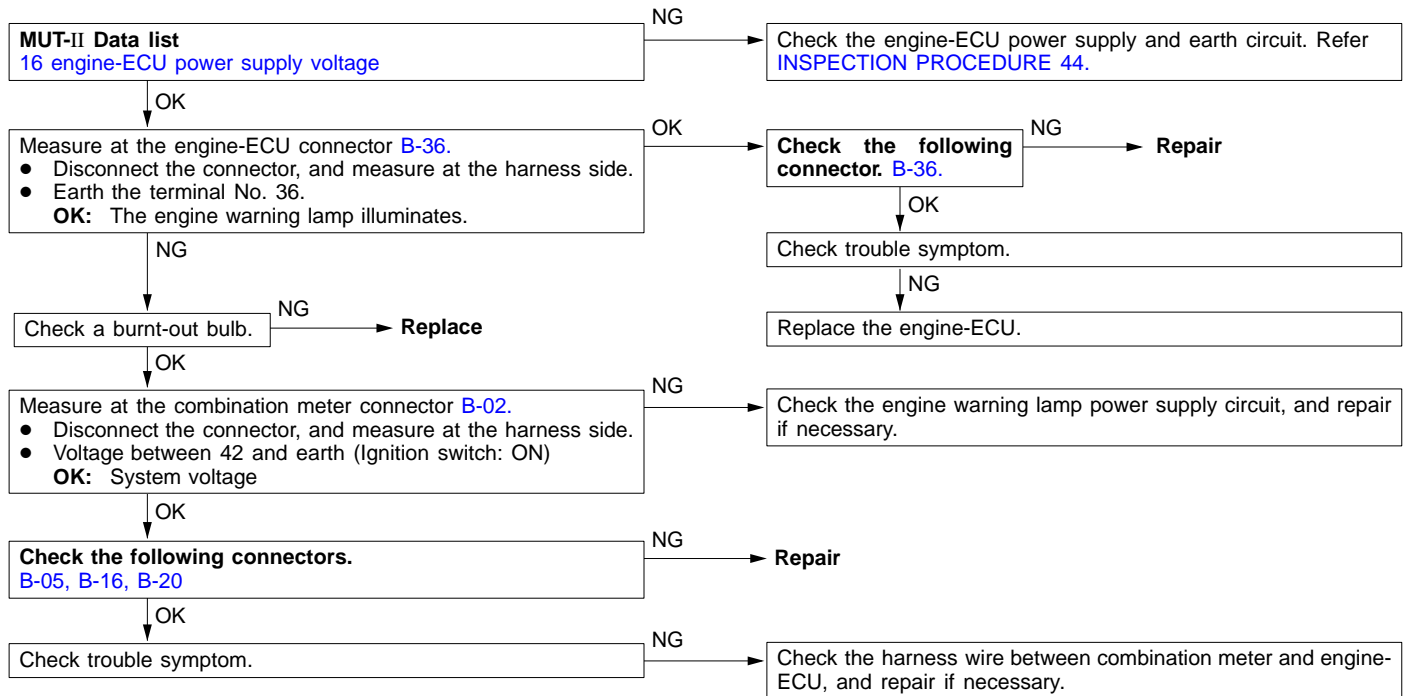 MUT-II Data list
16 engine-ECU power supply voltage
NG
Check the engine-ECU power supply and earth circuit. Refer
INSPECTION PROCEDURE 44.
OK
Measure at the engine-ECU connector B-36.
● Disconnect the connector, and measure at the harness side.
● Earth the terminal No. 36.
OK: The engine warning lamp illuminates.
OK
Check the following
connector. B-36.
NG
Repair
OK
Check trouble symptom.
NG
Replace the engine-ECU.
NG
Check a burnt-out bulb.
NG
Replace
OK
Measure at the combination meter connector B-02.
● Disconnect the connector, and measure at the harness side.
● Voltage between 42 and earth (Ignition switch: ON)
OK: System voltage
NG
Check the engine warning lamp power supply circuit, and repair
if necessary.
OK
Check the following connectors.
B-05, B-16, B-20
NG
Repair
OK
Check trouble symptom.
NG
Check the harness wire between combination meter and engine-
ECU, and repair if necessary.